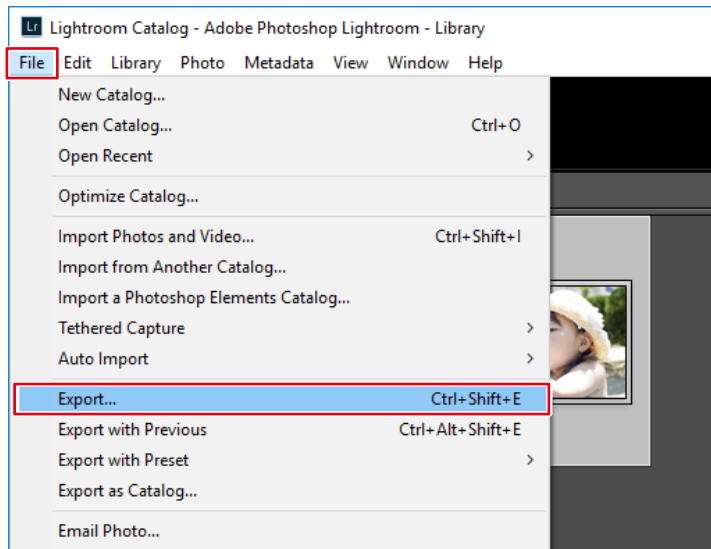 Lr Lightroom Catalog - Adobe Photoshop Lightroom - Library
File Edit Library Photo Metadata View Window Help
New Catalog...
Open Catalog... Ctrl+O
Open Recent >
Optimize Catalog...
Import Photos and Video... Ctrl+Shift+I
Import from Another Catalog...
Import a Photoshop Elements Catalog...
Tethered Capture >
Auto Import >
Export... Ctrl+Shift+E
Export with Previous Ctrl+Alt+Shift+E
Export with Preset >
Export as Catalog...
Email Photo...